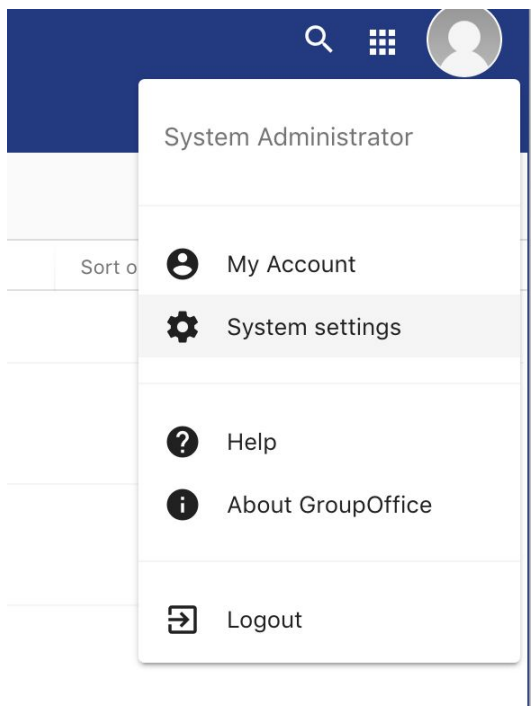 System Administrator
Sort o
My Account
System settings
Help
About GroupOffice
Logout